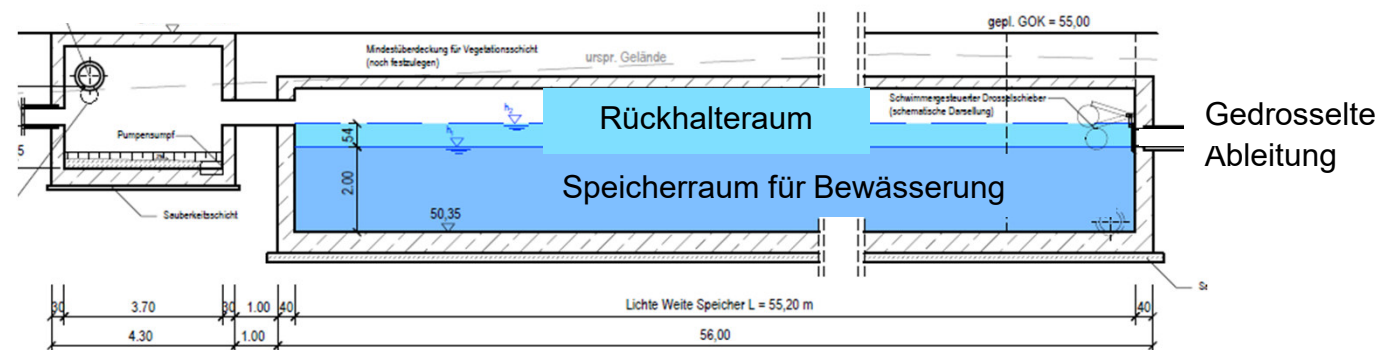 gepl. GOK = 55,00
Mindestüberdeckung für Vegetationsschicht
(noch festzulegen)
urspr. Gelände
Schwimmergesteuerter Drosselschieber
(schematische Darsellung)
Rückhalteraum
Gedrosselte
Ableitung
Pumpensumpf
5
54
2.00
Speicherraum für Bewässerung
50,35
Sauberkeitsschicht
30
3.70
30
1.00
40
Lichte Weite Speicher L = 55,20 m
40
4.30
1.00
56,00